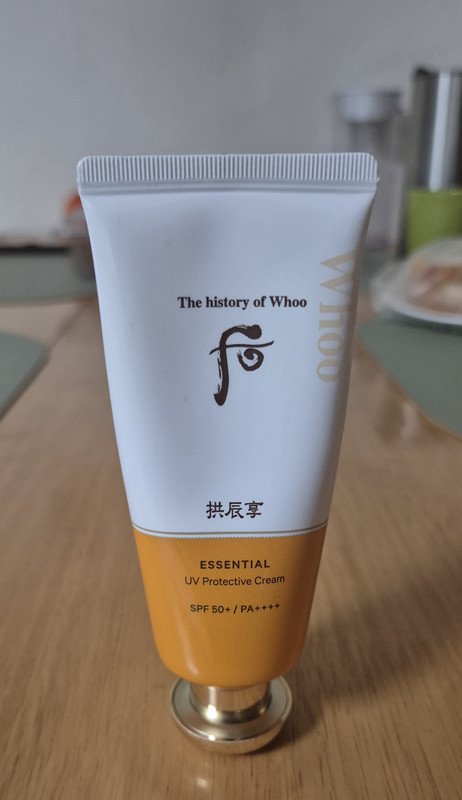 The history of Whoo
Whoo
拱辰享
ESSENTIAL
UV Protective Cream
SPF 50+ / PA++++